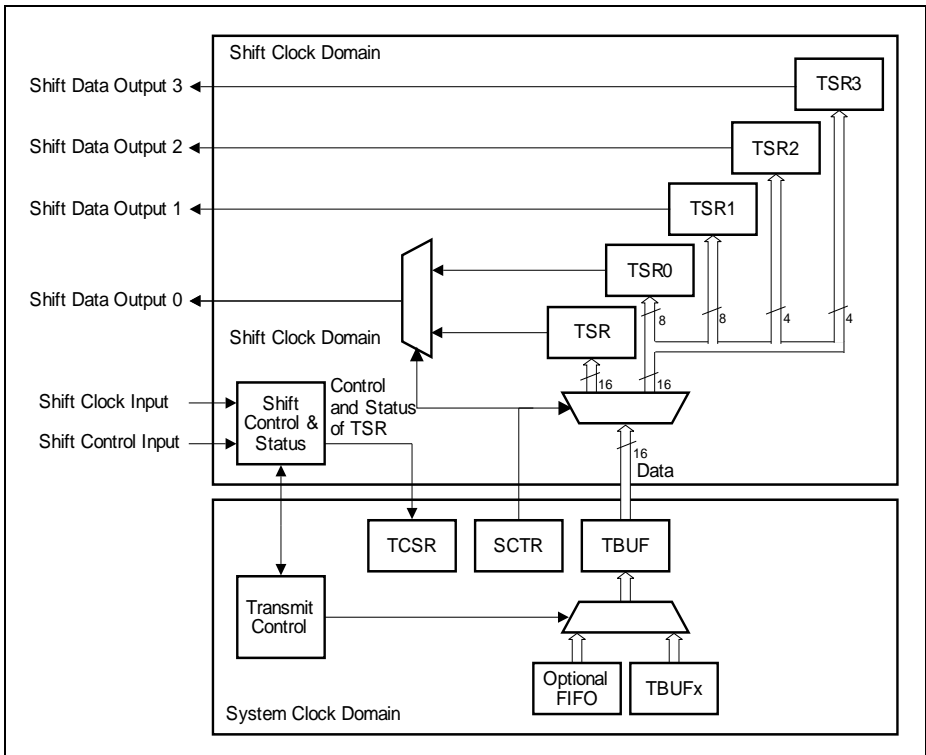 Shift Clock Domain
Shift Data Output 3
TSR3
Shift Data Output 2
TSR2
Shift Data Output 1
TSR1
TSR0
Shift Data Output 0
8
8
4
4
TSR
Shift Clock Domain
16
16
Shift Clock Input
Shift Control Input
Shift
Control &
Status
Control
and Status
of TSR
16
Data
TCSR
SCTR
TBUF
Transmit
Control
Optional
FIFO
TBUFx
System Clock Domain